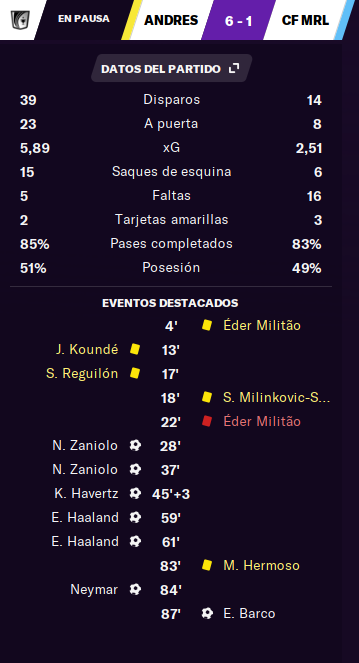 EN PAUSA ANDRES 6 - 1 CF MRL
DATOS DEL PARTIDO
39 Disparos 14
23 A puerta 8
5,89 xG 2,51
15 Saques de esquina 6
5 Faltas 16
2 Tarjetas amarillas 3
85% Pases completados 83%
51% Posesión 49%
EVENTOS DESTACADOS
4' Éder Militão
J. Koundé 13'
S. Reguilón 17'
18' S. Milinkovic-S...
22' Éder Militão
N. Zaniolo 28'
N. Zaniolo 37'
K. Havertz 45'+3
E. Haaland 59'
E. Haaland 61'
83' M. Hermoso
Neymar 84'
87' E. Barco